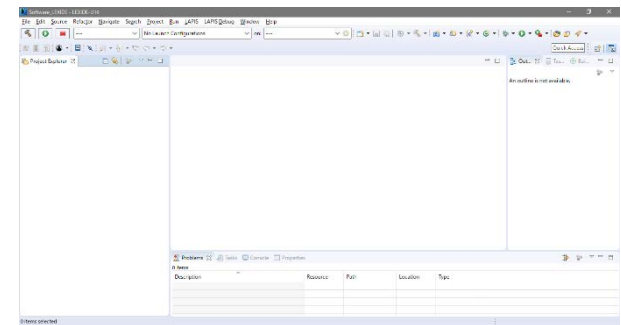 File Edit Source Refactor Navigate Search Project Run LAPIS LAPIS Debug Window Help
No Launch Configurations on: ---
Quick Access
Project Explorer
Out...
An outline is not available.
Problems Tasks Console Properties
0 items
Description Resource Path Location Type
0 items selected